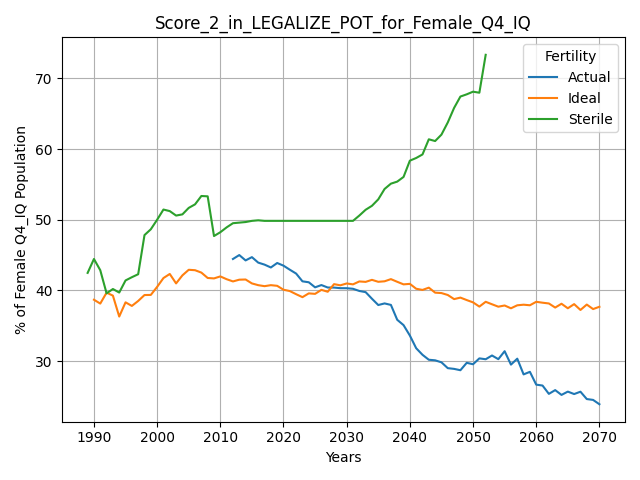 Score_2_in_LEGALIZE_POT_for_Female_Q4_IQ
% of Female Q4_IQ Population
70
60
50
40
30
Fertility
Actual
Ideal
Sterile
1990 2000 2010 2020 2030 2040 2050 2060 2070
Years